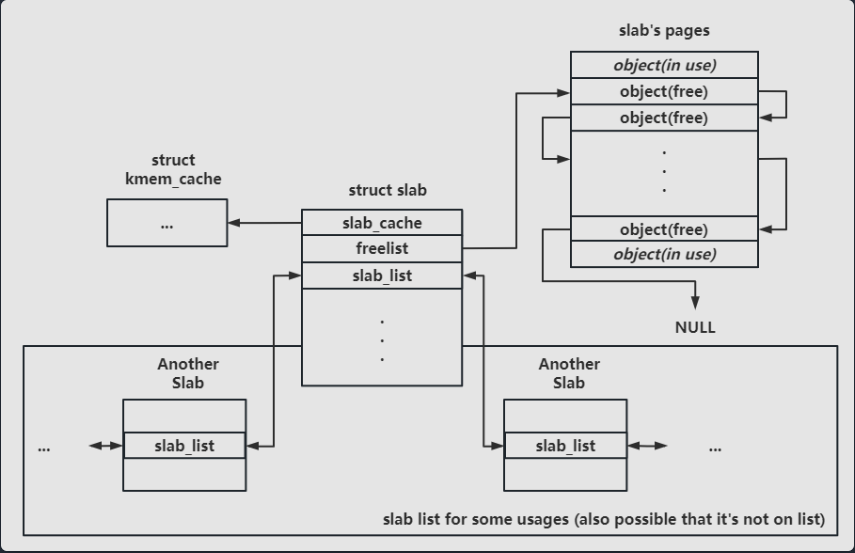 slab's pages
object(in use)
object(free)
object(free)
.
.
.
object(free)
object(in use)
NULL
struct
kmem_cache
...
struct slab
slab_cache
freelist
slab_list
.
.
.
Another
Slab
slab_list
...
Another
Slab
slab_list
...
slab list for some usages (also possible that it's not on list)